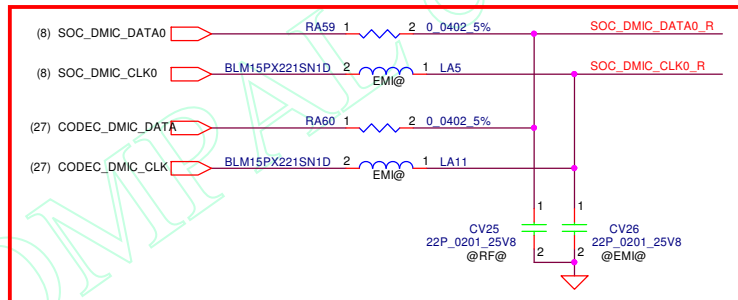 (8) SOC_DMIC_DATA0 RA59 1 2 0_0402_5% SOC_DMIC_DATA0_R
(8) SOC_DMIC_CLK0 BLM15PX221SN1D 2 1 LA5 SOC_DMIC_CLK0_R
EMI@
(27) CODEC_DMIC_DATA RA60 1 2 0_0402_5%
(27) CODEC_DMIC_CLK BLM15PX221SN1D 2 1 LA11
EMI@
1 1
CV25 CV26
22P_0201_25V8 22P_0201_25V8
2 2
@RF@ @EMI@
OMPAL